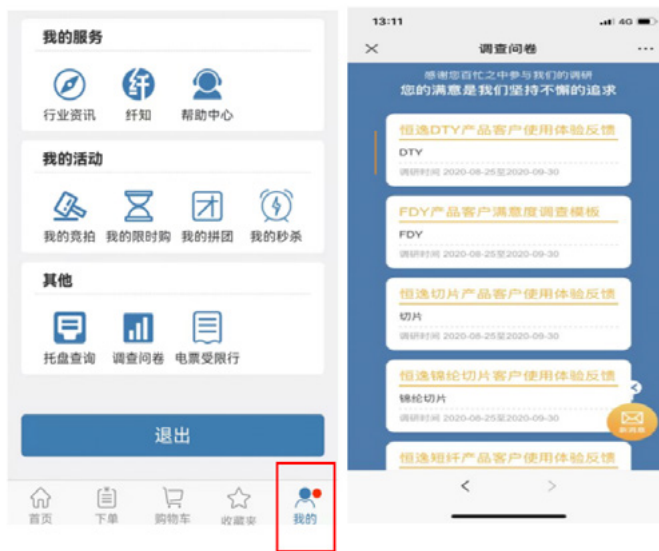 我的服务
行业资讯 纤知 帮助中心
我的活动
我的竞拍 我的限时购 我的拼团 我的秒杀
其他
托盘查询 调查问卷 电票受限行
退出
首页 下单 购物车 收藏夹 我的
13:11 4G
调查问卷
感谢您百忙之中参与我们的调研
您的满意是我们坚持不懈的追求
恒逸DTY产品客户使用体验反馈
DTY
调研时间 2020-08-25至2020-09-30
FDY产品客户满意度调查模板
FDY
调研时间 2020-08-25至2020-09-30
恒逸切片产品客户使用体验反馈
切片
调研时间 2020-08-25至2020-09-30
恒逸锦纶切片客户使用体验反馈
锦纶切片
调研时间 2020-08-25至2020-09-30
恒逸短纤产品客户使用体验反馈